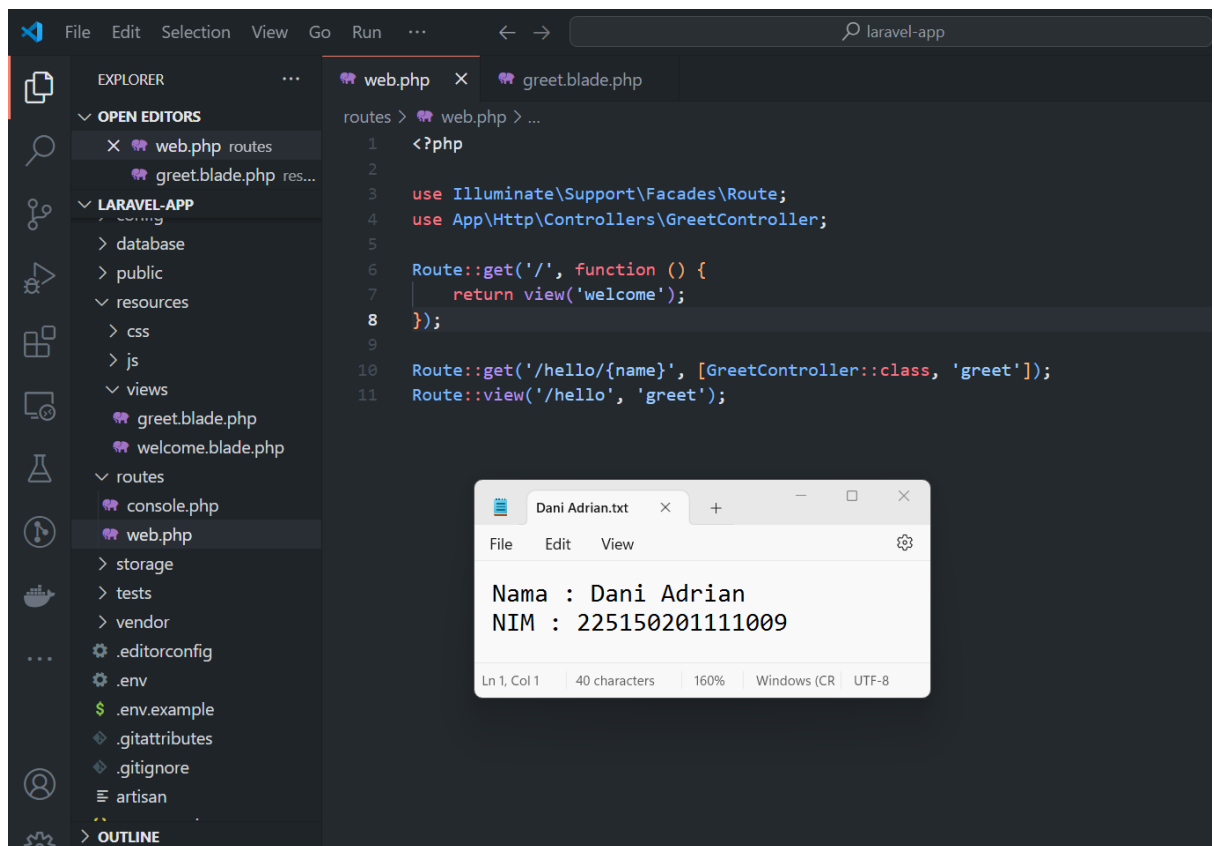 File Edit Selection View Go Run ... laravel-app
EXPLORER ...
OPEN EDITORS
web.php routes
greet.blade.php res...
LARAVEL-APP
config
database
public
resources
css
js
views
greet.blade.php
welcome.blade.php
routes
console.php
web.php
storage
tests
vendor
.editorconfig
.env
$ .env.example
.gitattributes
.gitignore
artisan
OUTLINE
web.php greet.blade.php
routes > web.php > ...
1 <?php
2
3 use Illuminate\Support\Facades\Route;
4 use App\Http\Controllers\GreetController;
5
6 Route::get('/', function () {
7 return view('welcome');
8 });
9
10 Route::get('/hello/{name}', [GreetController::class, 'greet']);
11 Route::view('/hello', 'greet');
Dani Adrian.txt
File Edit View
Nama : Dani Adrian
NIM : 225150201111009
Ln 1, Col 1 40 characters 160% Windows (CR UTF-8